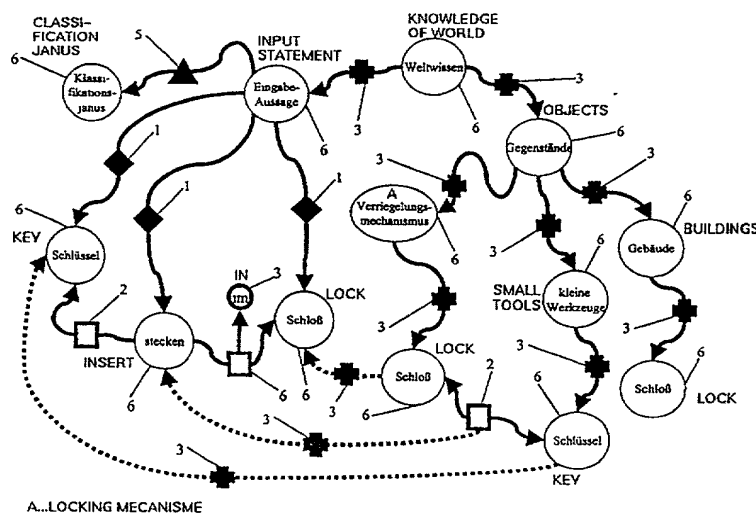 CLASSI-
FICATION
JANUS
5
INPUT
STATEMENT
KNOWLEDGE
OF WORLD
6
Klassi-
fikations-
janus
Eingabe-
Aussage
Weltwissen
3
3
6
6
OBJECTS
1
6
Gegenstände
3
3
1
1
A
Verriegelungs-
mechanismus
6
3
6
6
KEY
Schlüssel
BUILDINGS
Gebäude
6
IN
3
im
LOCK
Schloß
2
SMALL
TOOLS
kleine
Werkzeuge
3
3
stecken
INSERT
6
6
6
LOCK
Schloß
3
6
2
3
6
Schlüssel
KEY
6
Schloß
LOCK
3
3
A...LOCKING MECANISME